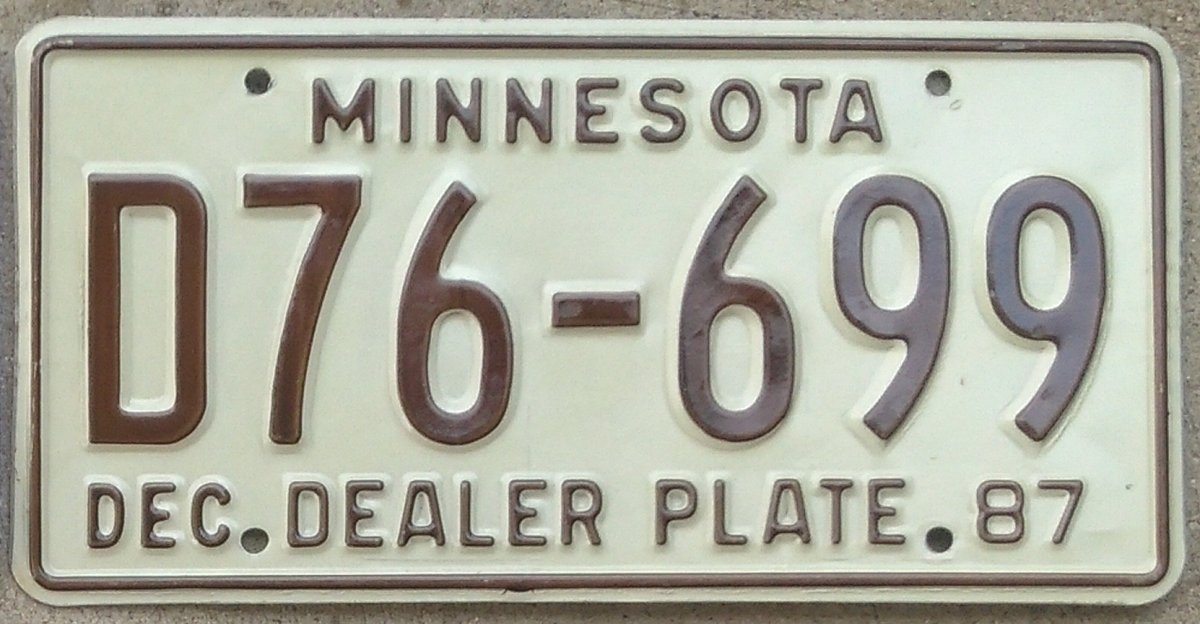 MINNESOTA
D76-699
DEC. DEALER PLATE 87